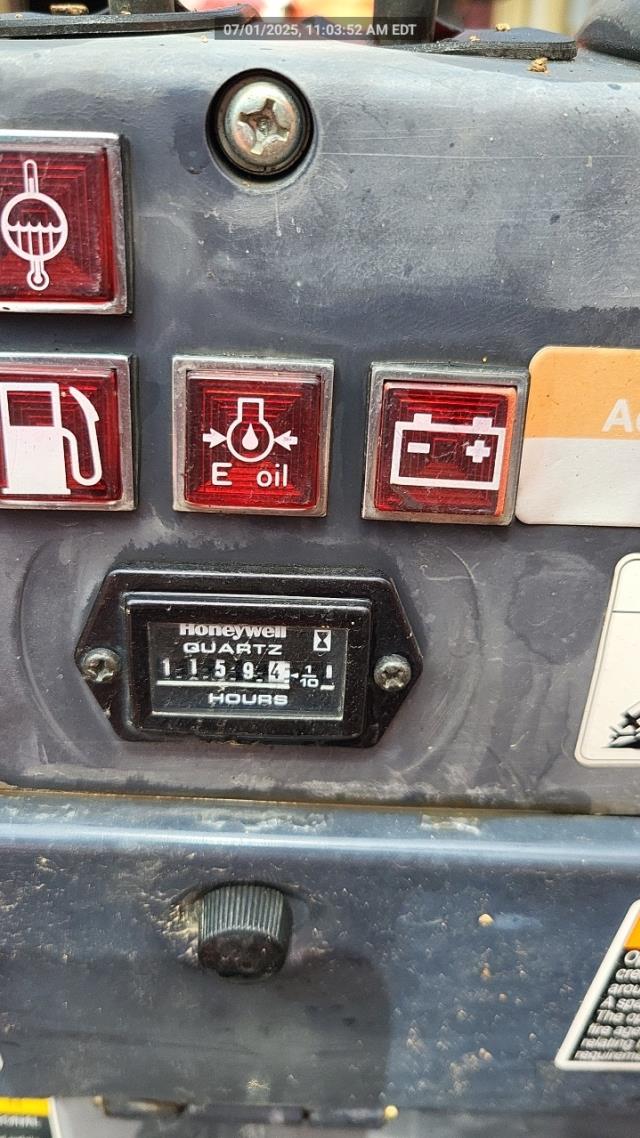 07/01/2025, 11:03:52 AM EDT
E oil
Honeywell
QUARTZ
1 1 5 9 4 1/10
HOURS